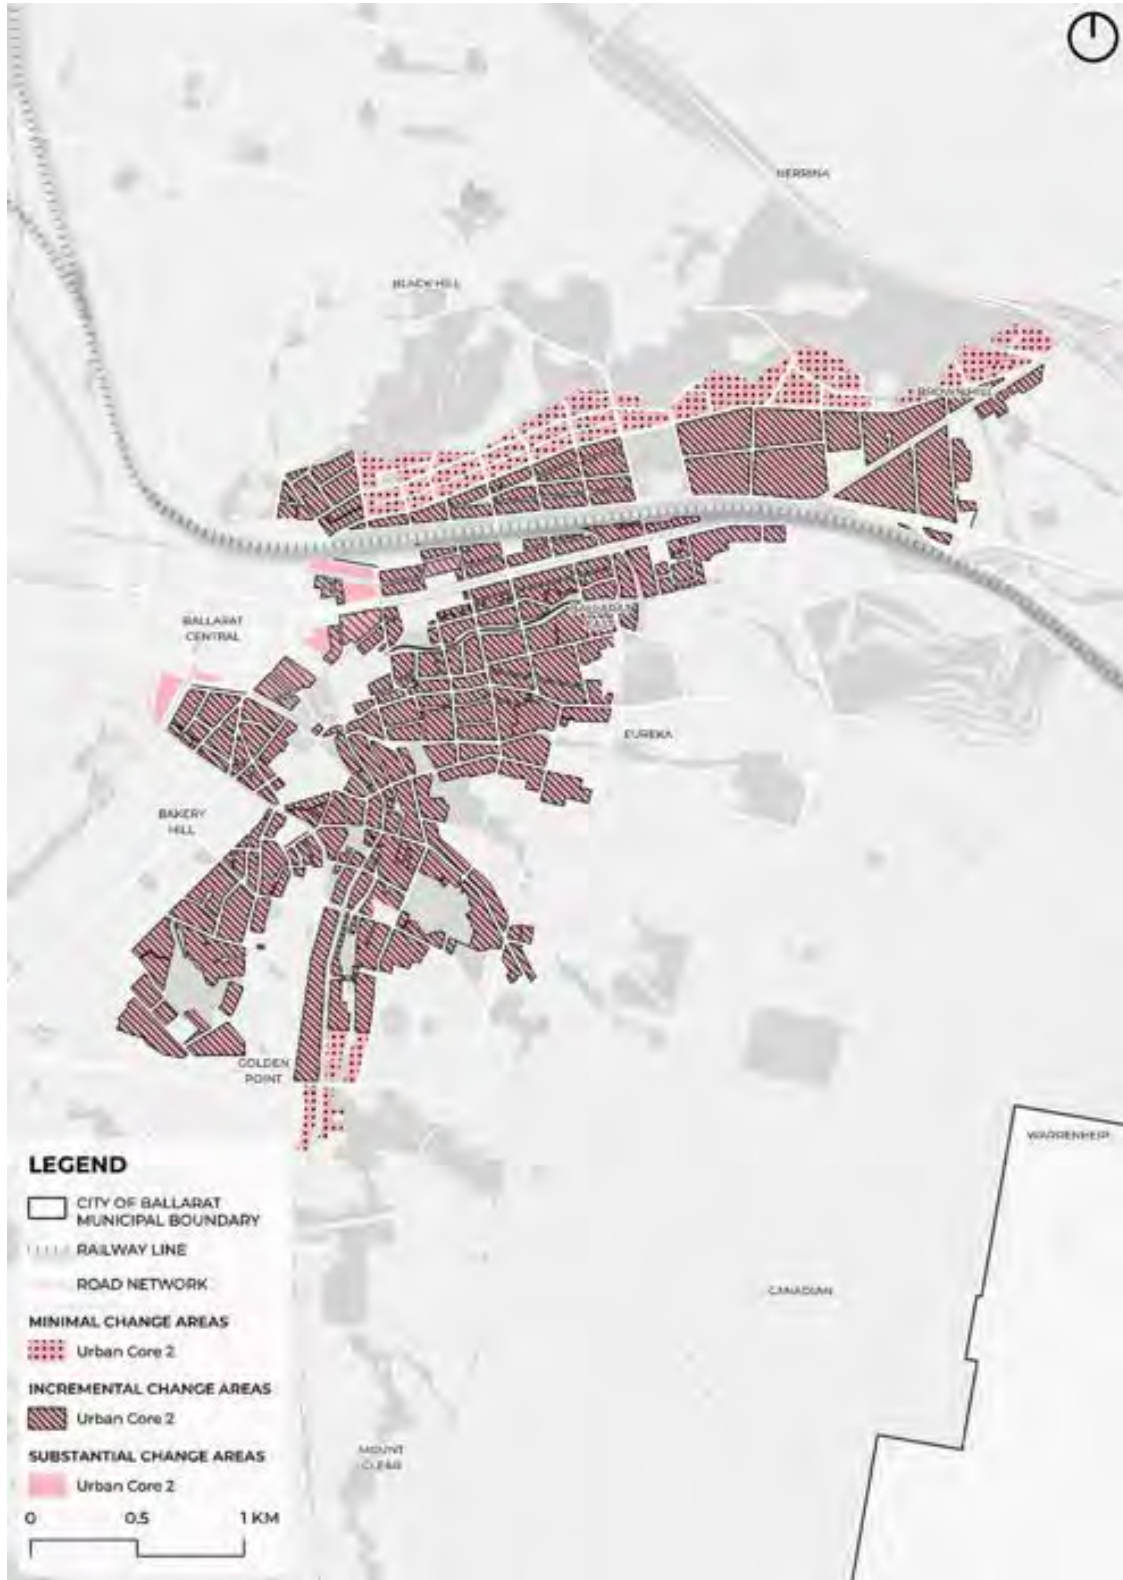 NERRINA
BLACK HILL
BROWN HILL
BALLARAT
CENTRAL
EUREKA
BAKERY
HILL
GOLDEN
POINT
WARRENHEIP
CANADIAN
MOUNT
CLEAR
LEGEND
CITY OF BALLARAT
MUNICIPAL BOUNDARY
RAILWAY LINE
ROAD NETWORK
MINIMAL CHANGE AREAS
Urban Core 2
INCREMENTAL CHANGE AREAS
Urban Core 2
SUBSTANTIAL CHANGE AREAS
Urban Core 2
0 0.5 1 KM